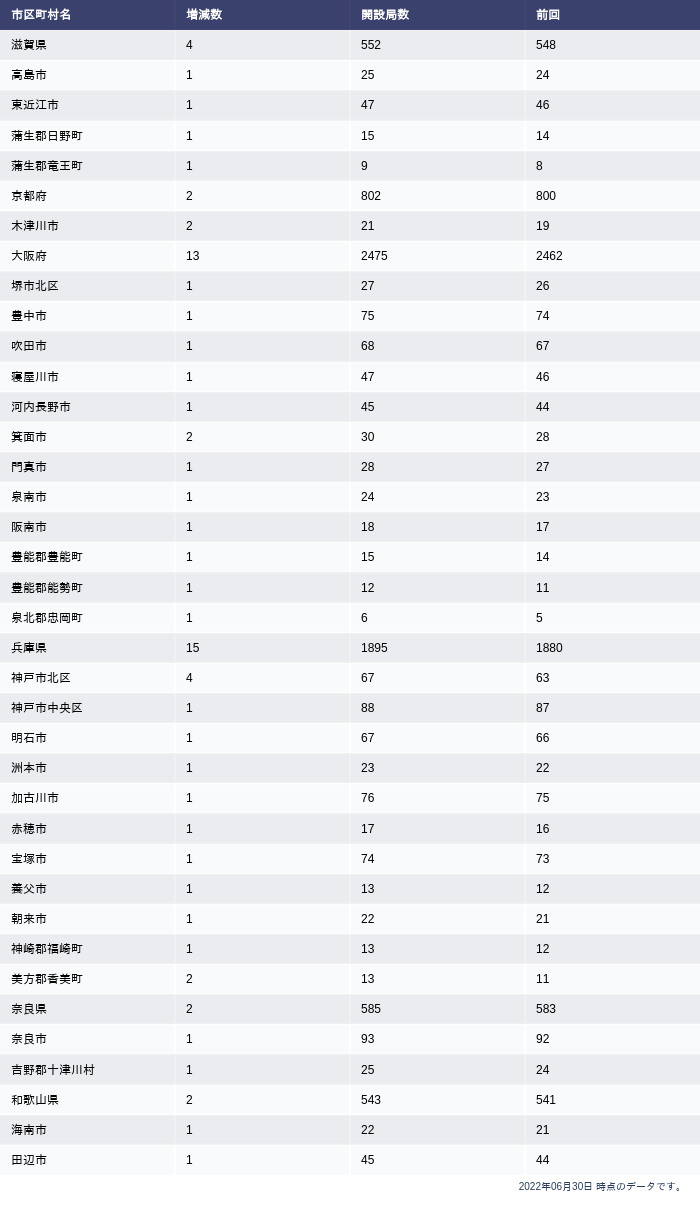 市区町村名 増減数 開設局数 前回
滋賀県 4 552 548
高島市 1 25 24
東近江市 1 47 46
蒲生郡日野町 1 15 14
蒲生郡竜王町 1 9 8
京都府 2 802 800
木津川市 2 21 19
大阪府 13 2475 2462
堺市北区 1 27 26
豊中市 1 75 74
吹田市 1 68 67
寝屋川市 1 47 46
河内長野市 1 45 44
箕面市 2 30 28
門真市 1 28 27
泉南市 1 24 23
阪南市 1 18 17
豊能郡豊能町 1 15 14
豊能郡能勢町 1 12 11
泉北郡忠岡町 1 6 5
兵庫県 15 1895 1880
神戸市北区 4 67 63
神戸市中央区 1 88 87
明石市 1 67 66
洲本市 1 23 22
加古川市 1 76 75
赤穂市 1 17 16
宝塚市 1 74 73
養父市 1 13 12
朝来市 1 22 21
神崎郡福崎町 1 13 12
美方郡香美町 2 13 11
奈良県 2 585 583
奈良市 1 93 92
吉野郡十津川村 1 25 24
和歌山県 2 543 541
海南市 1 22 21
田辺市 1 45 44
2022年06月30日 時点のデータです。